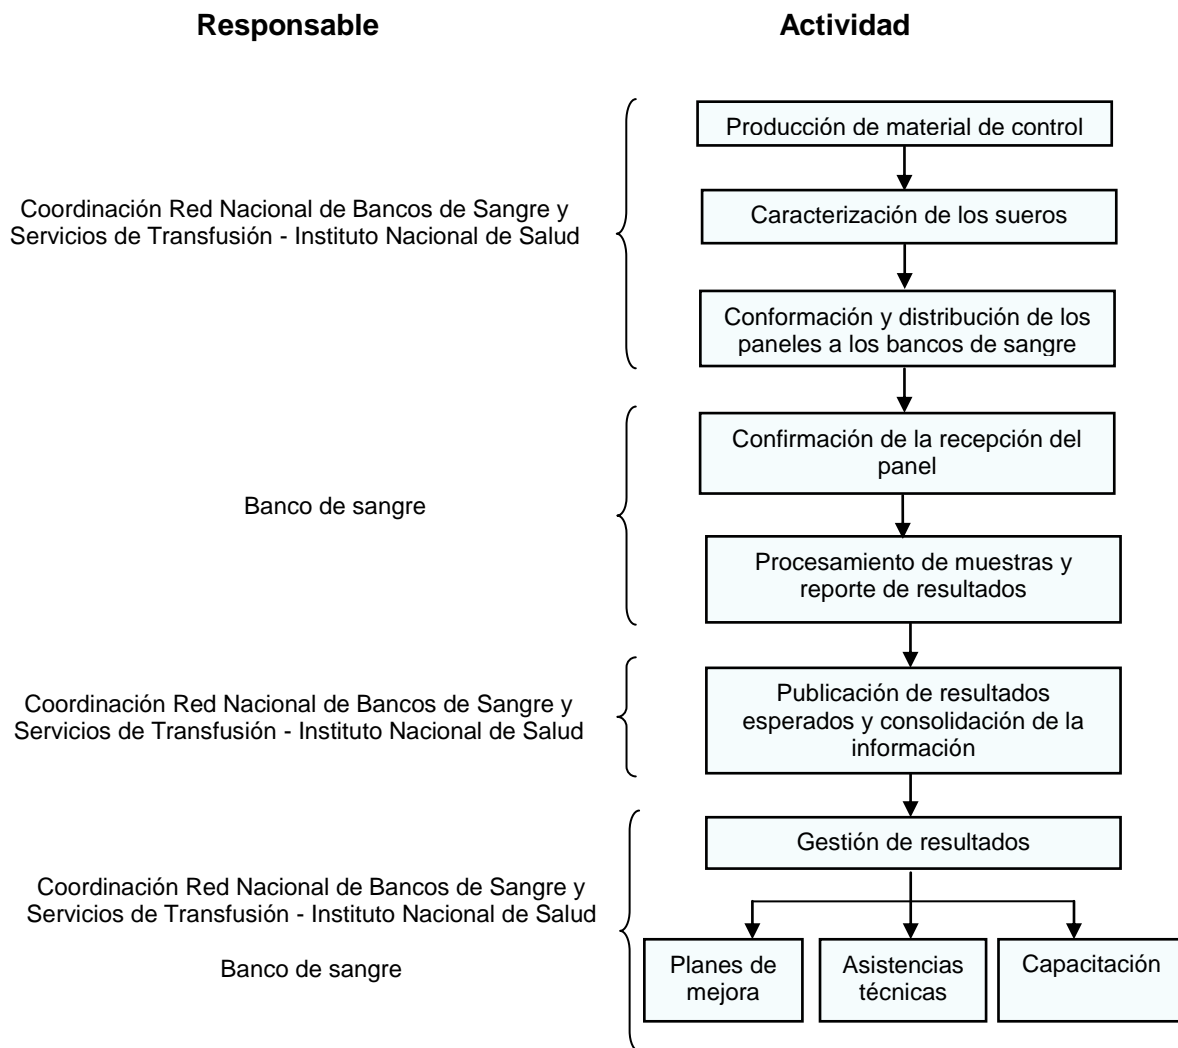 Responsable
Actividad
Producción de material de control
Coordinación Red Nacional de Bancos de Sangre y
Servicios de Transfusión - Instituto Nacional de Salud
Caracterización de los sueros
Conformación y distribución de los
paneles a los bancos de sangre
Banco de sangre
Confirmación de la recepción del
panel
Procesamiento de muestras y
reporte de resultados
Coordinación Red Nacional de Bancos de Sangre y
Servicios de Transfusión - Instituto Nacional de Salud
Publicación de resultados
esperados y consolidación de la
información
Coordinación Red Nacional de Bancos de Sangre y
Servicios de Transfusión - Instituto Nacional de Salud
Banco de sangre
Gestión de resultados
Planes de
mejora
Asistencias
técnicas
Capacitación